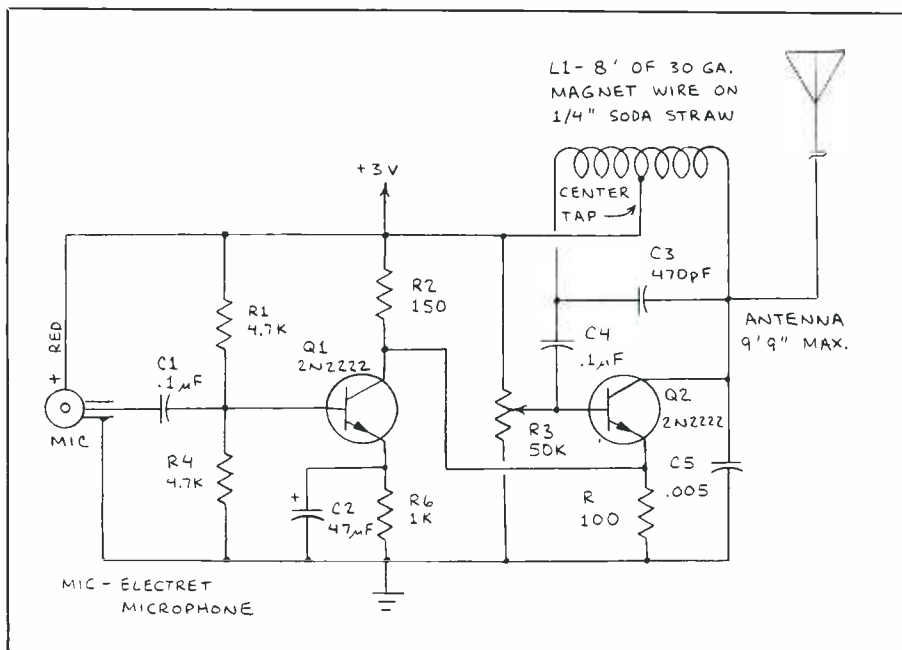 L1- 8' OF 30 GA.
MAGNET WIRE ON
1/4" SODA STRAW
+3V
CENTER
TAP
C3
470pF
R2
150
R1
4.7K
+ RED
Q1
2N2222
C4
.1μF
ANTENNA
9'9" MAX.
C1
.1μF
MIC
Q2
2N2222
R3
50K
R4
4.7K
+
C2
47μF
R6
1K
C5
.005
R
100
MIC - ELECTRET
MICROPHONE